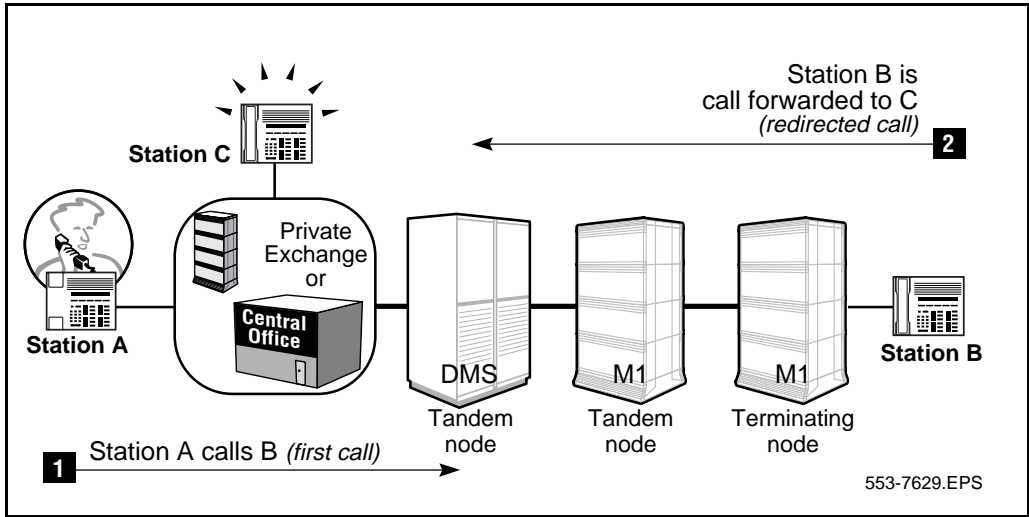 Station B is
call forwarded to C
(redirected call)
2
Station C
Private
Exchange
or
Central
Office
Station A
Station B
DMS
M1
M1
Tandem
node
Tandem
node
Terminating
node
1
Station A calls B (first call)
553-7629.EPS